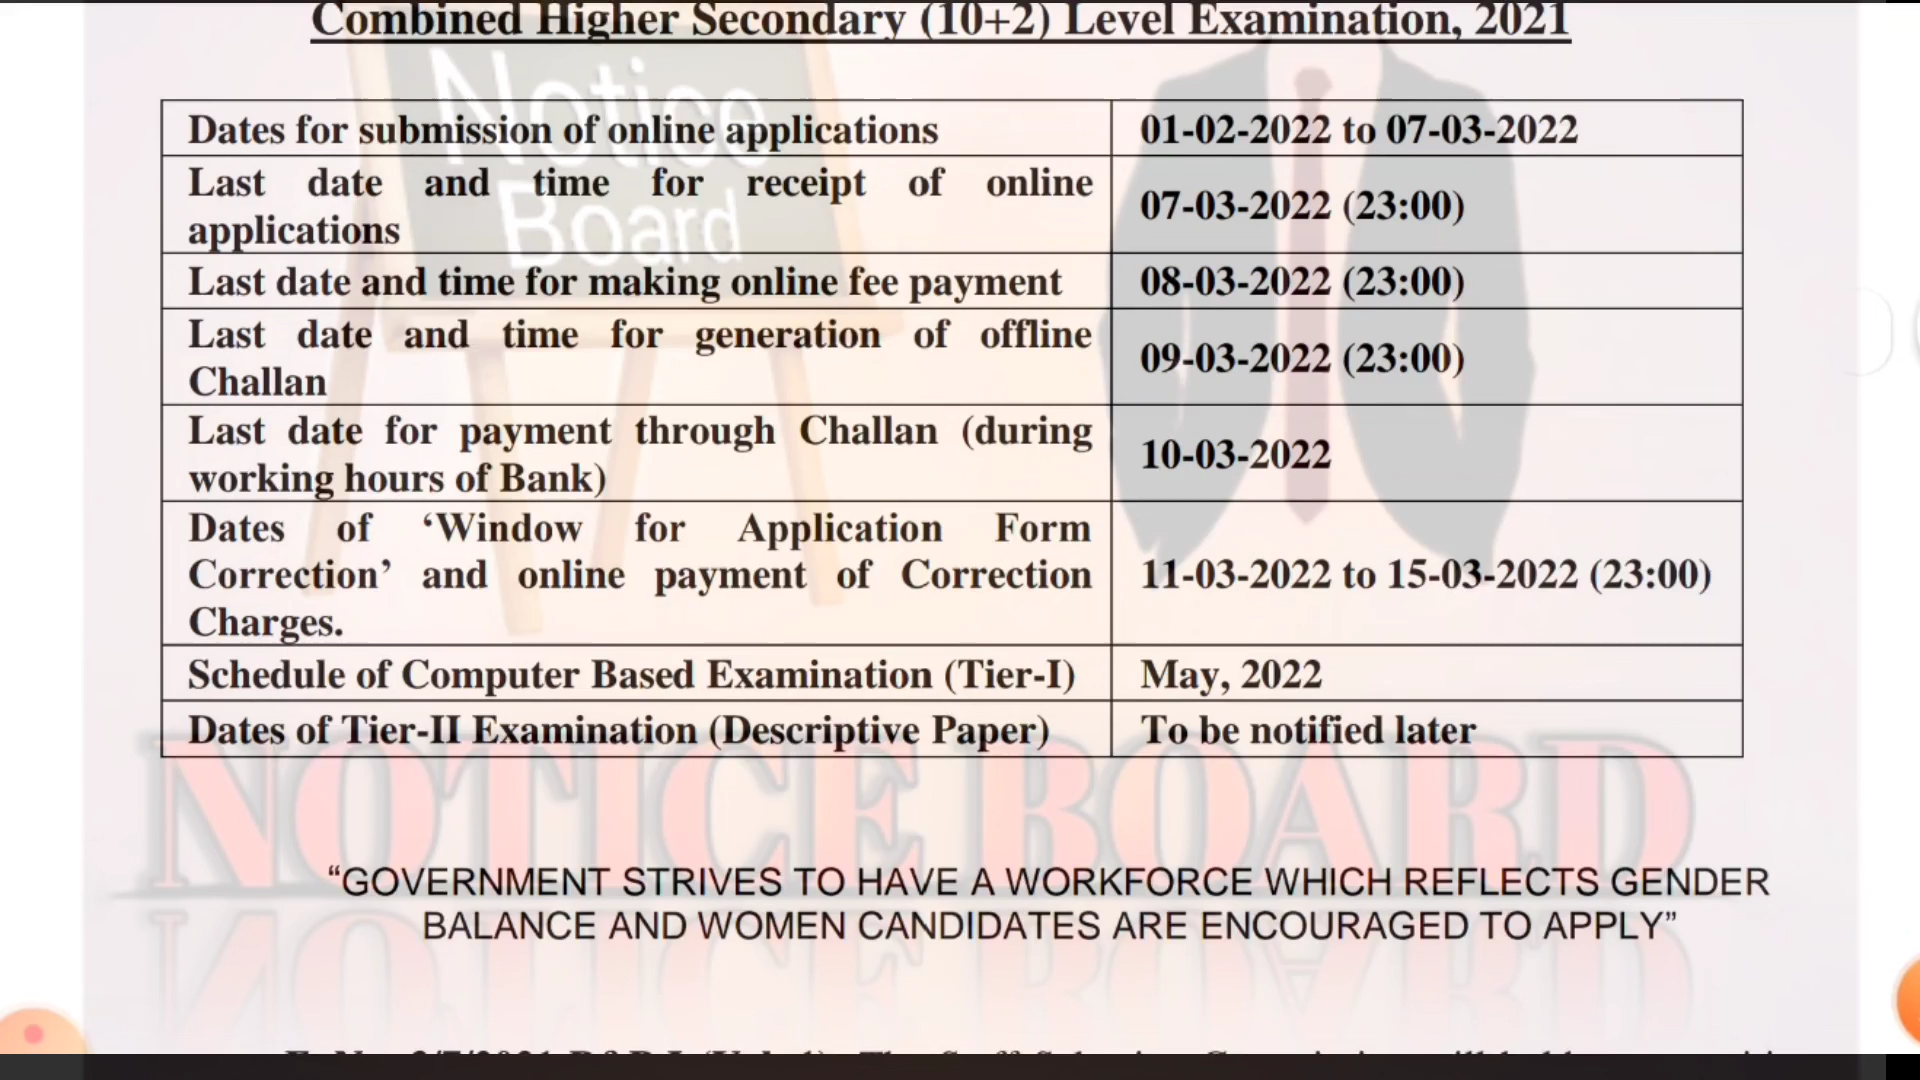 Combined Higher Secondary (10+2) Level Examination, 2021
Notice
Board
Dates for submission of online applications
01-02-2022 to 07-03-2022
Last date and time for receipt of online
applications
07-03-2022 (23:00)
Last date and time for making online fee payment
08-03-2022 (23:00)
Last date and time for generation of offline
Challan
09-03-2022 (23:00)
Last date for payment through Challan (during
working hours of Bank)
10-03-2022
Dates of ‘Window for Application Form
Correction’ and online payment of Correction
Charges.
11-03-2022 to 15-03-2022 (23:00)
Schedule of Computer Based Examination (Tier-I)
May, 2022
Dates of Tier-II Examination (Descriptive Paper)
To be notified later
NOTICE BOARD
“GOVERNMENT STRIVES TO HAVE A WORKFORCE WHICH REFLECTS GENDER
BALANCE AND WOMEN CANDIDATES ARE ENCOURAGED TO APPLY”